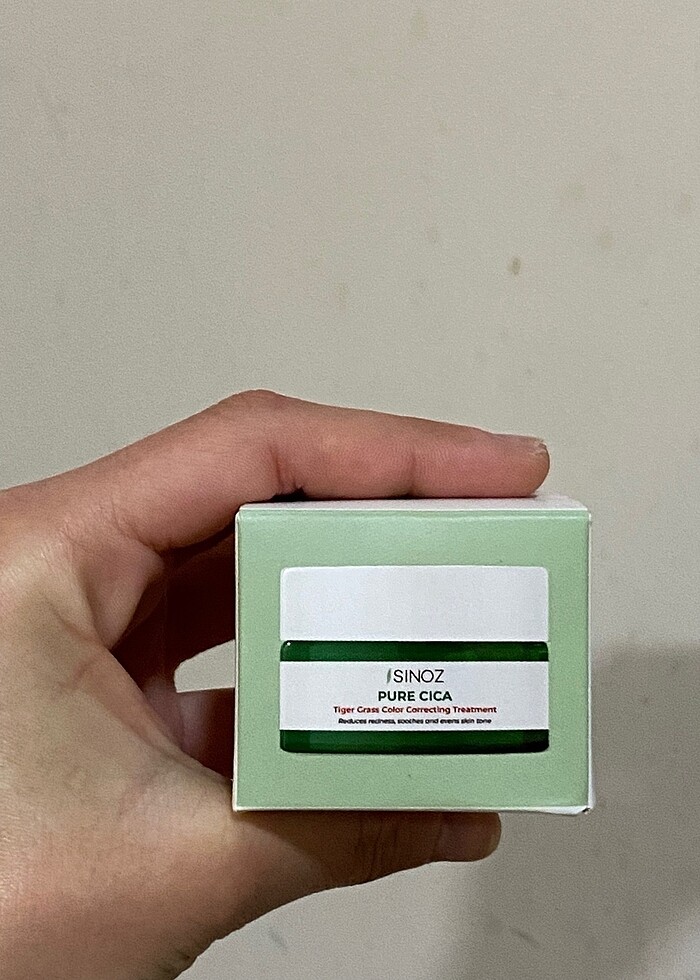 SINOZ
PURE CICA
Tiger Grass Color Correcting Treatment
Reduces redness, soothes and evens skin tone